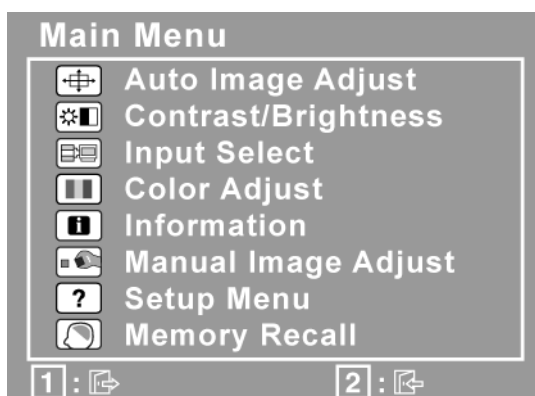 Main Menu
Auto Image Adjust
Contrast/Brightness
Input Select
Color Adjust
i Information
Manual Image Adjust
? Setup Menu
Memory Recall
1 : 2 :